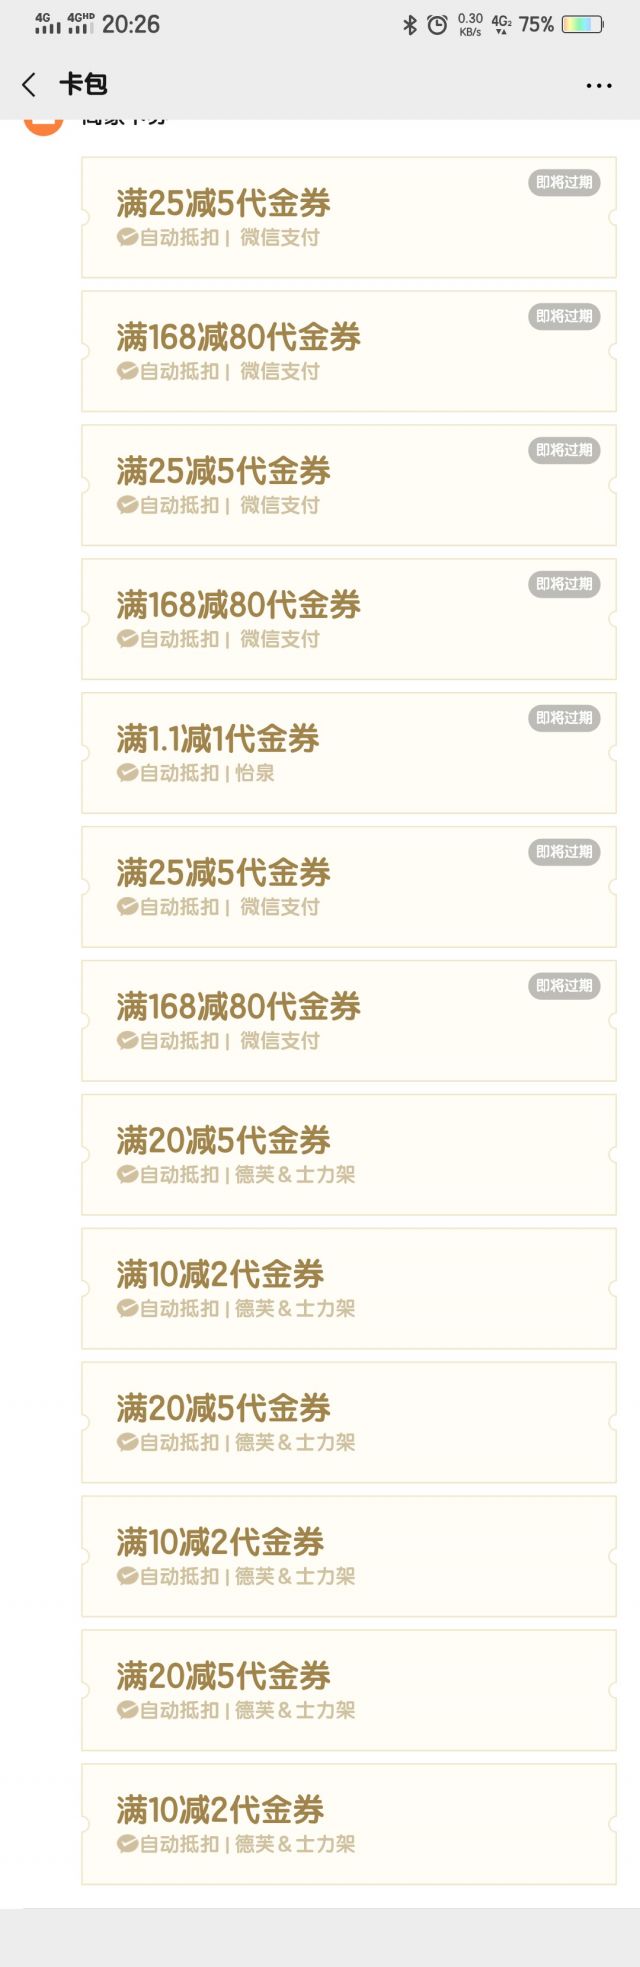 4G 4GHD 20:26 0.30 KB/s 4G2 75%
卡包
商家卡券
即将过期
满25减5代金券
自动抵扣 | 微信支付
即将过期
满168减80代金券
自动抵扣 | 微信支付
即将过期
满25减5代金券
自动抵扣 | 微信支付
即将过期
满168减80代金券
自动抵扣 | 微信支付
即将过期
满1.1减1代金券
自动抵扣 | 怡泉
即将过期
满25减5代金券
自动抵扣 | 微信支付
即将过期
满168减80代金券
自动抵扣 | 微信支付
满20减5代金券
自动抵扣 | 德芙&士力架
满10减2代金券
自动抵扣 | 德芙&士力架
满20减5代金券
自动抵扣 | 德芙&士力架
满10减2代金券
自动抵扣 | 德芙&士力架
满20减5代金券
自动抵扣 | 德芙&士力架
满10减2代金券
自动抵扣 | 德芙&士力架